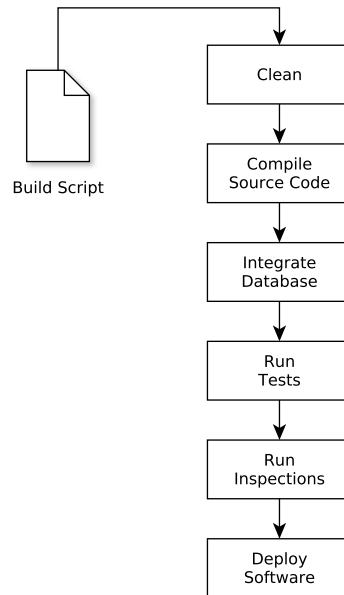 Clean
Build Script
Compile
Source Code
Integrate
Database
Run
Tests
Run
Inspections
Deploy
Software